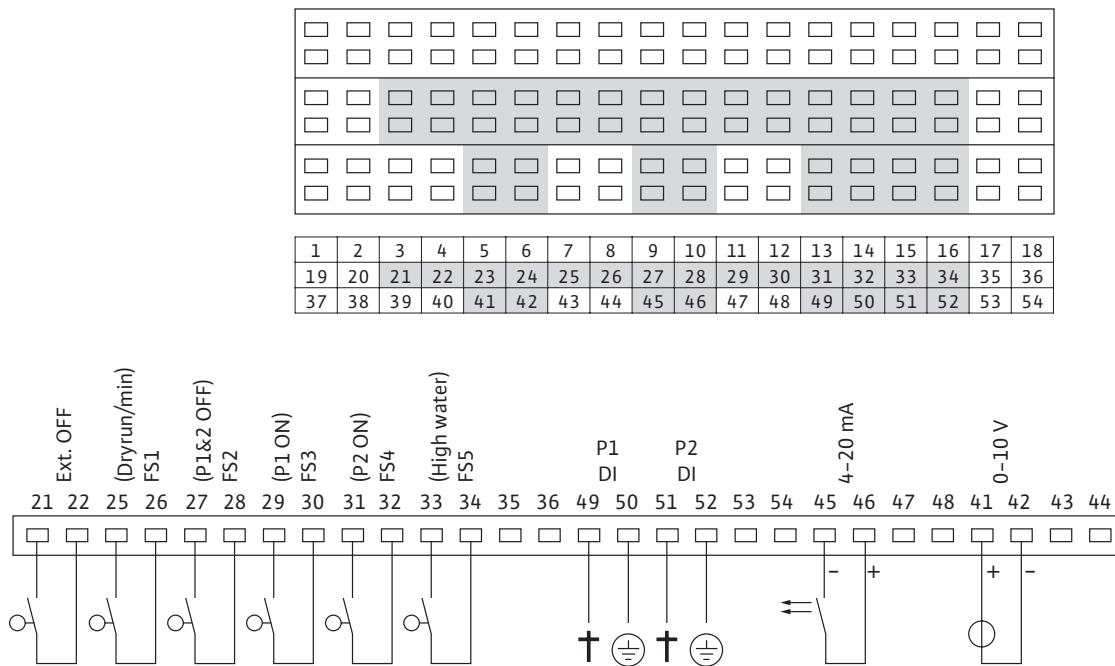 1 2 3 4 5 6 7 8 9 10 11 12 13 14 15 16 17 18
19 20 21 22 23 24 25 26 27 28 29 30 31 32 33 34 35 36
37 38 39 40 41 42 43 44 45 46 47 48 49 50 51 52 53 54
Ext. OFF
(Dryrun/min)
FS1
(P1&2 OFF)
FS2
(P1 ON)
FS3
(P2 ON)
FS4
(High water)
FS5
P1
DI
P2
DI
4–20 mA
0–10 V
21 22 25 26 27 28 29 30 31 32 33 34 35 36 49 50 51 52 53 54 45 46 47 48 41 42 43 44
– + + –